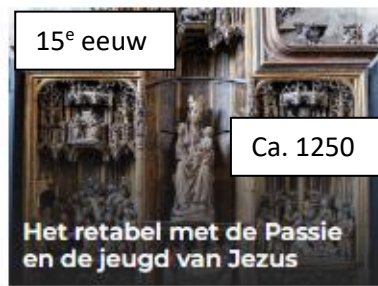 15e eeuw
Ca. 1250
Het retabel met de Passie
en de jeugd van Jezus